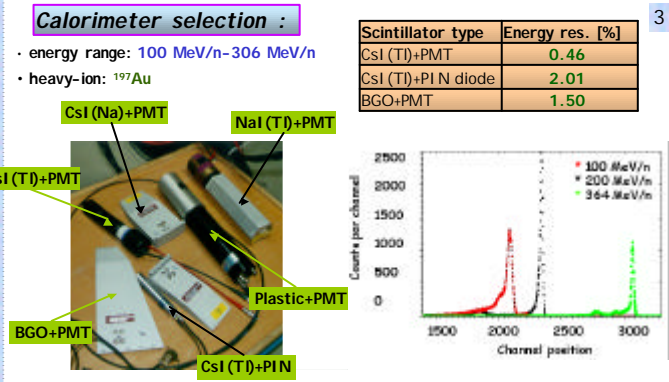 Calorimeter selection :
3
· energy range: 100 MeV/n-306 MeV/n
• heavy-ion: ¹⁹⁷Au
Scintillator type Energy res. [%]
CsI(Tl)+PMT 0.46
CsI(Tl)+PIN diode 2.01
BGO+PMT 1.50
CsI(Na)+PMT
NaI(Tl)+PMT
sI(Tl)+PMT
Plastic+PMT
BGO+PMT
CsI(Tl)+PIN
Counts per channel
2500
2000
1500
1000
500
0
100 MeV/n
200 MeV/n
364 MeV/n
1500 2000 2500 3000
Channel position